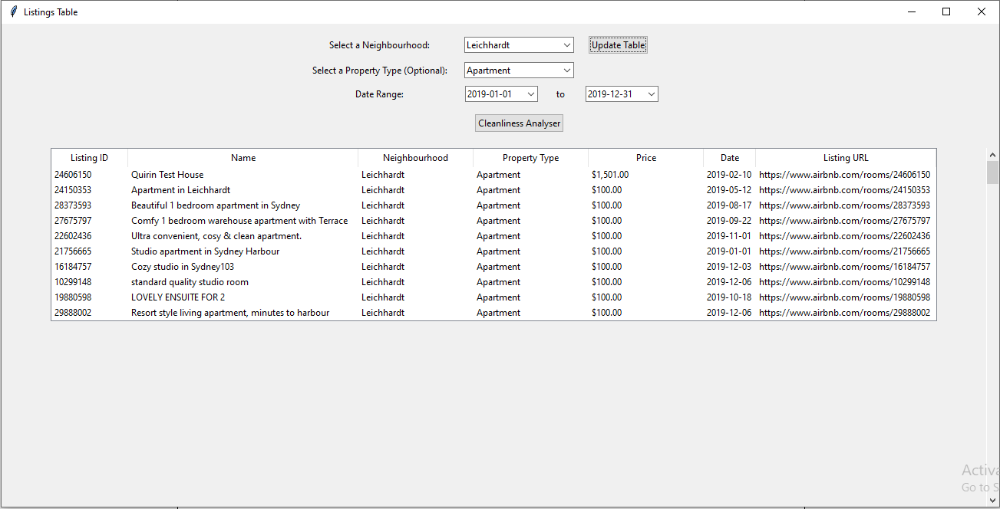 Listings Table
Select a Neighbourhood: Leichhardt Update Table
Select a Property Type (Optional): Apartment
Date Range: 2019-01-01 to 2019-12-31
Cleanliness Analyser
Listing ID Name Neighbourhood Property Type Price Date Listing URL
24606150 Quirin Test House Leichhardt Apartment $1,501.00 2019-02-10 https://www.airbnb.com/rooms/24606150
24150353 Apartment in Leichhardt Leichhardt Apartment $100.00 2019-05-12 https://www.airbnb.com/rooms/24150353
28373593 Beautiful 1 bedroom apartment in Sydney Leichhardt Apartment $100.00 2019-08-17 https://www.airbnb.com/rooms/28373593
27675797 Comfy 1 bedroom warehouse apartment with Terrace Leichhardt Apartment $100.00 2019-09-22 https://www.airbnb.com/rooms/27675797
22602436 Ultra convenient, cosy & clean apartment. Leichhardt Apartment $100.00 2019-11-01 https://www.airbnb.com/rooms/22602436
21756665 Studio apartment in Sydney Harbour Leichhardt Apartment $100.00 2019-01-01 https://www.airbnb.com/rooms/21756665
16184757 Cozy studio in Sydney103 Leichhardt Apartment $100.00 2019-12-03 https://www.airbnb.com/rooms/16184757
10299148 standard quality studio room Leichhardt Apartment $100.00 2019-12-06 https://www.airbnb.com/rooms/10299148
19880598 LOVELY ENSUITE FOR 2 Leichhardt Apartment $100.00 2019-10-18 https://www.airbnb.com/rooms/19880598
29888002 Resort style living apartment, minutes to harbour Leichhardt Apartment $100.00 2019-12-06 https://www.airbnb.com/rooms/29888002
Activa
Go to S